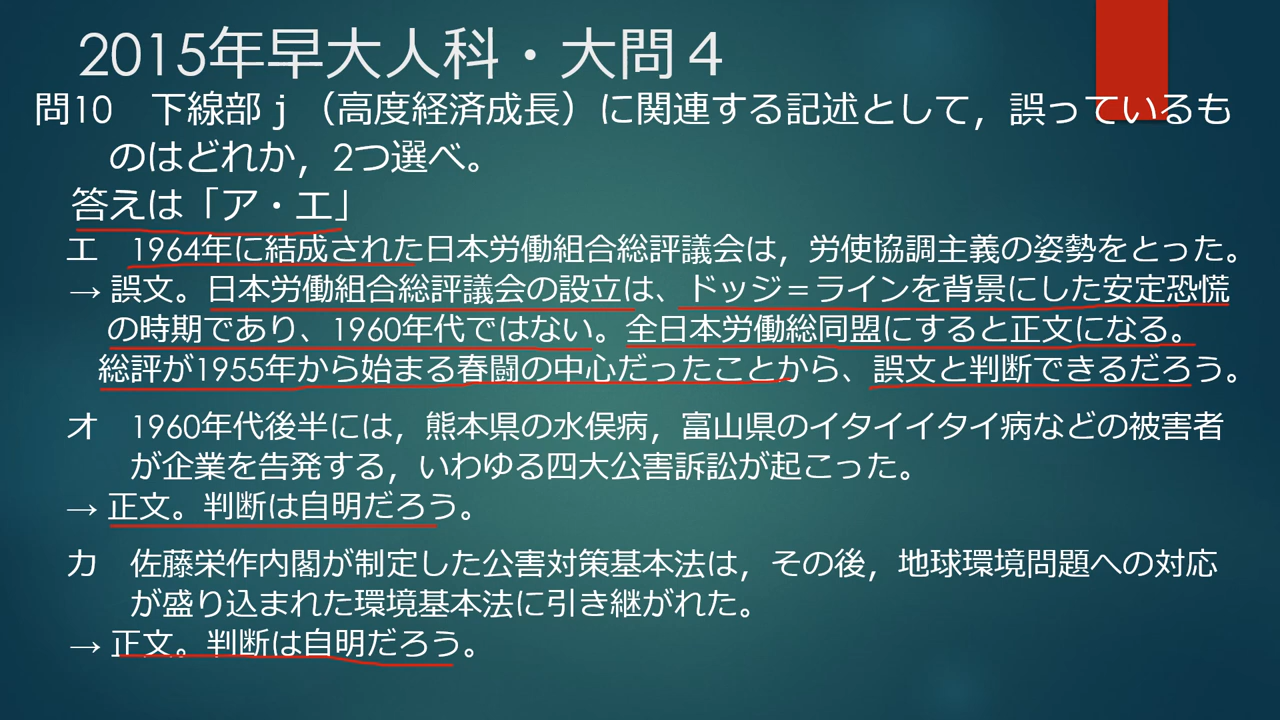 2015年早大人科・大問４
問10　下線部ｊ（高度経済成長）に関連する記述として，誤っているも
のはどれか，2つ選べ。
答えは「ア・エ」
エ　1964年に結成された日本労働組合総評議会は，労使協調主義の姿勢をとった。
→ 誤文。日本労働組合総評議会の設立は、ドッジ＝ラインを背景にした安定恐慌
の時期であり、1960年代ではない。全日本労働総同盟にすると正文になる。
総評が1955年から始まる春闘の中心だったことから、誤文と判断できるだろう。
オ　1960年代後半には，熊本県の水俣病，富山県のイタイイタイ病などの被害者
が企業を告発する，いわゆる四大公害訴訟が起こった。
→ 正文。判断は自明だろう。
カ　佐藤栄作内閣が制定した公害対策基本法は，その後，地球環境問題への対応
が盛り込まれた環境基本法に引き継がれた。
→ 正文。判断は自明だろう。